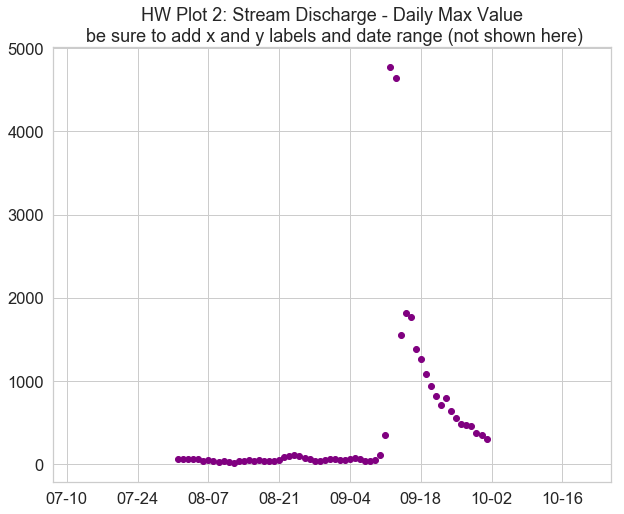 HW Plot 2: Stream Discharge - Daily Max Value
be sure to add x and y labels and date range (not shown here)
5000
4000
3000
2000
1000
0
07-10 07-24 08-07 08-21 09-04 09-18 10-02 10-16